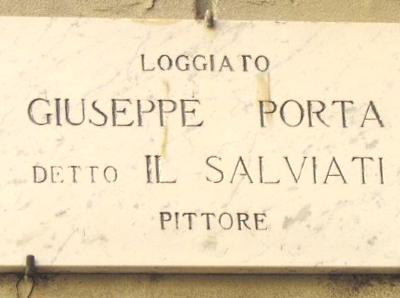 LOGGIATO
GIUSEPPE PORTA
DETTO IL SALVIATI
PITTORE